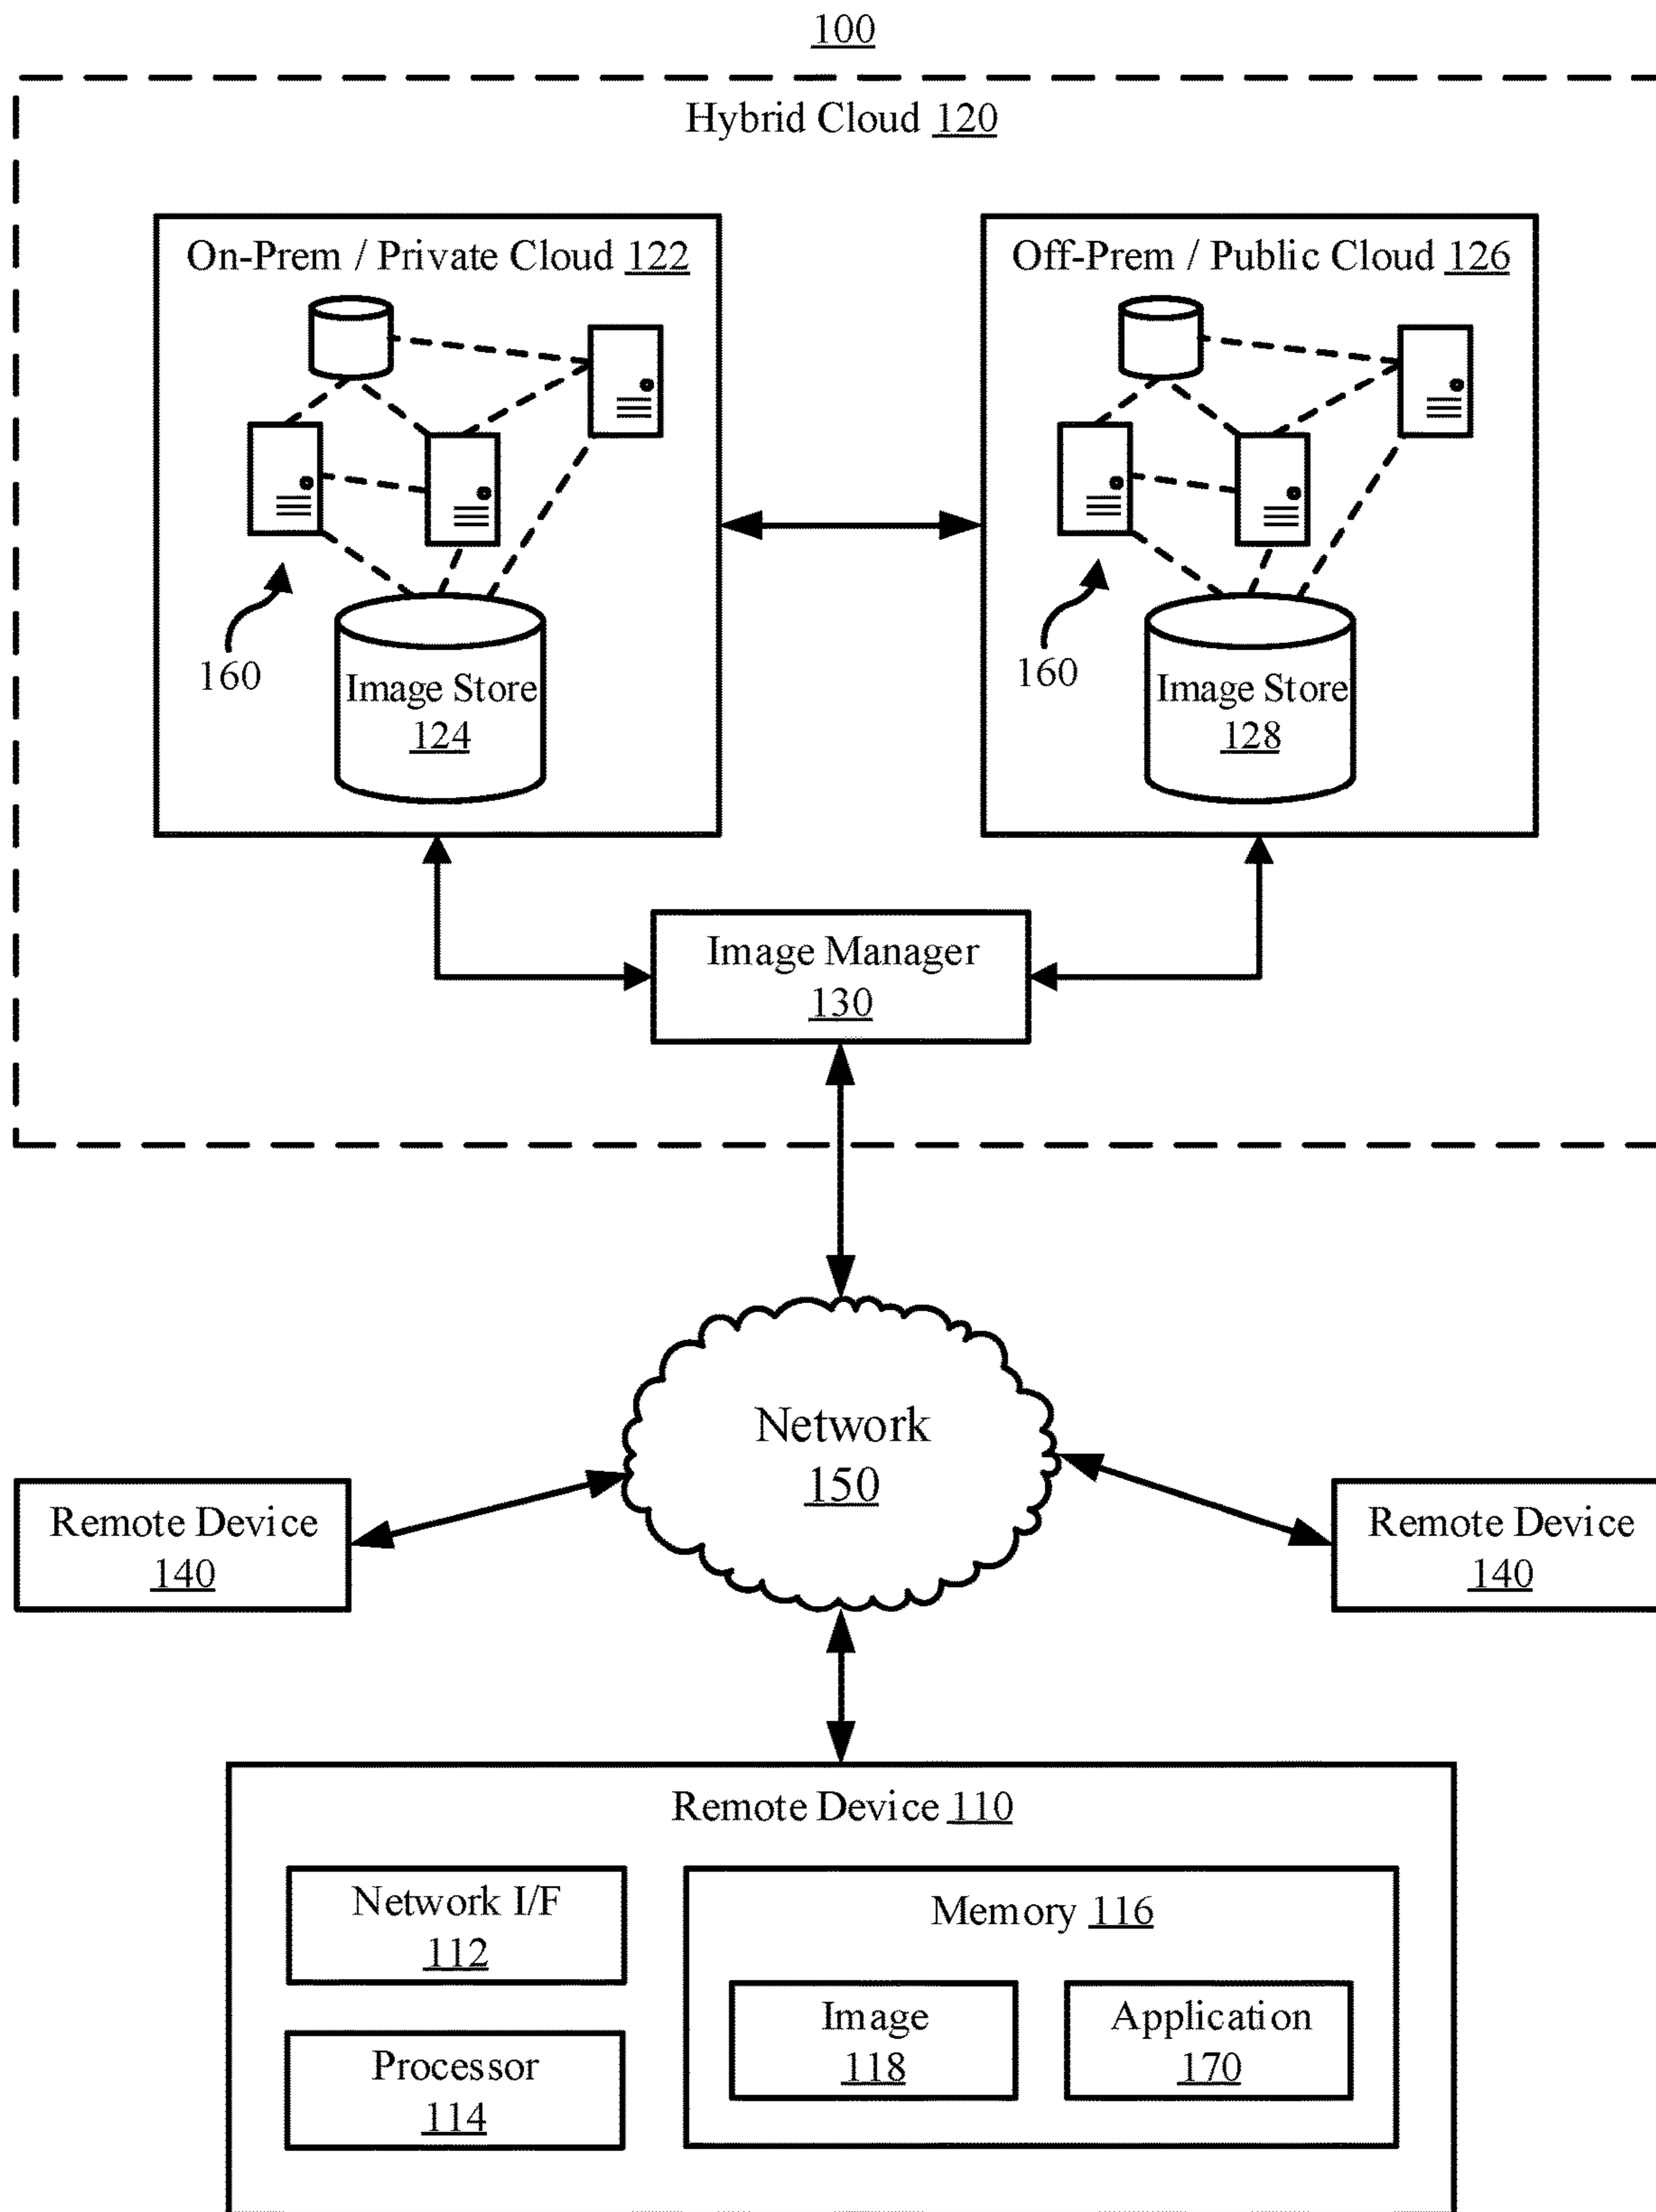 100
Hybrid Cloud 120
On-Prem / Private Cloud 122
Off-Prem / Public Cloud 126
160
Image Store
124
160
Image Store
128
Image Manager
130
Network
150
Remote Device
140
Remote Device
140
Remote Device 110
Network I/F
112
Processor
114
Memory 116
Image
118
Application
170